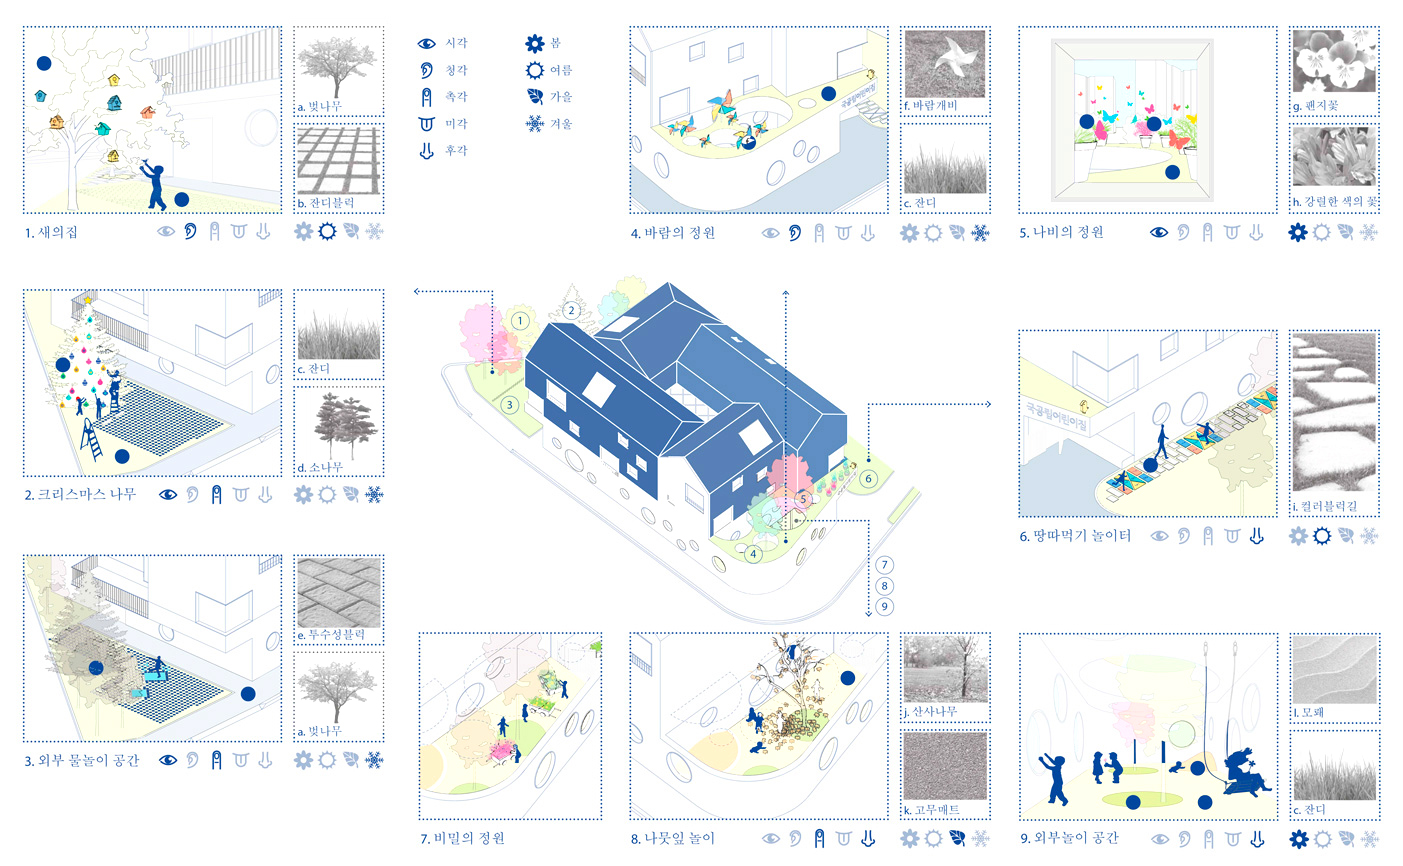 a. 벚나무
b. 잔디블럭
1. 새의집
시각
청각
촉각
미각
후각
봄
여름
가을
겨울
국공립어린이집
f. 바람개비
c. 잔디
4. 바람의 정원
g. 팬지꽃
h. 강렬한 색의 꽃
5. 나비의 정원
c. 잔디
d. 소나무
2. 크리스마스 나무
1
2
3
4
5
6
7
8
9
국공립어린이집
i. 컬러블럭길
6. 땅따먹기 놀이터
e. 투수성블럭
a. 벚나무
3. 외부 물놀이 공간
7. 비밀의 정원
j. 산사나무
k. 고무매트
8. 나뭇잎 놀이
l. 모래
c. 잔디
9. 외부놀이 공간